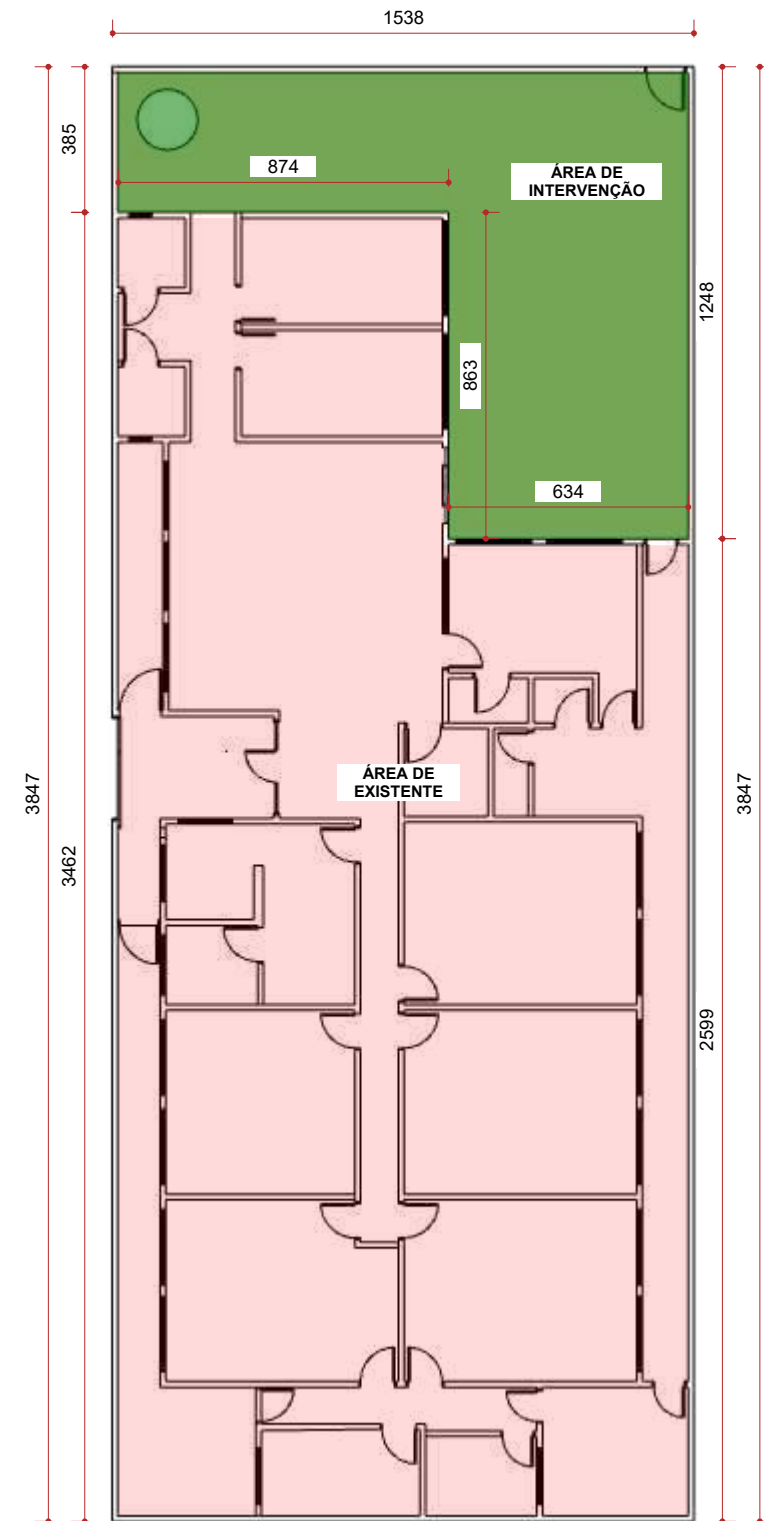 1538
385
874
ÁREA DE
INTERVENÇÃO
1248
863
634
3847
ÁREA DE
EXISTENTE
3847
3462
2599